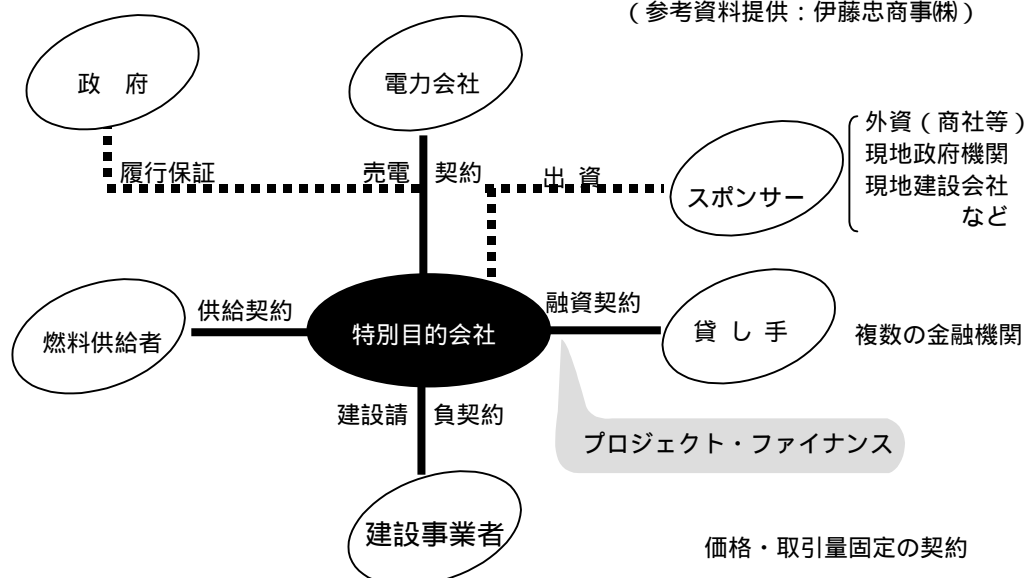 （参考資料提供：伊藤忠商事㈱）
政　府
電力会社
外資（商社等）
現地政府機関
現地建設会社
など
履行保証
売電 契約
出 資
スポンサー
供給契約
融資契約
燃料供給者
特別目的会社
貸 し 手
複数の金融機関
建設請 負契約
プロジェクト・ファイナンス
建設事業者
価格・取引量固定の契約